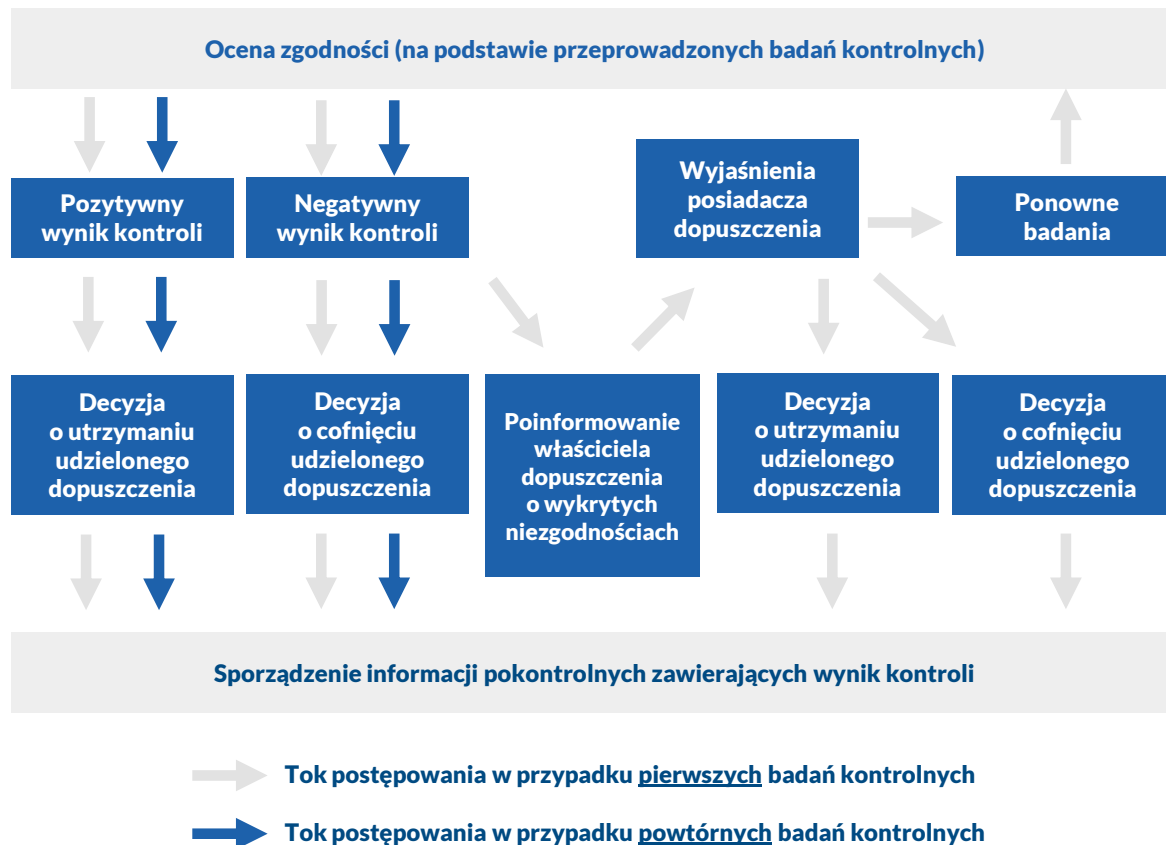 Ocena zgodności (na podstawie przeprowadzonych badań kontrolnych)
Pozytywny
wynik kontroli
Negatywny
wynik kontroli
Wyjaśnienia
posiadacza
dopuszczenia
Ponowne
badania
Decyzja
o utrzymaniu
udzielonego
dopuszczenia
Decyzja
o cofnięciu
udzielonego
dopuszczenia
Poinformowanie
właściciela
dopuszczenia
o wykrytych
niezgodnościach
Decyzja
o utrzymaniu
udzielonego
dopuszczenia
Decyzja
o cofnięciu
udzielonego
dopuszczenia
Sporządzenie informacji pokontrolnych zawierających wynik kontroli
Tok postępowania w przypadku pierwszych badań kontrolnych
Tok postępowania w przypadku powtórnych badań kontrolnych